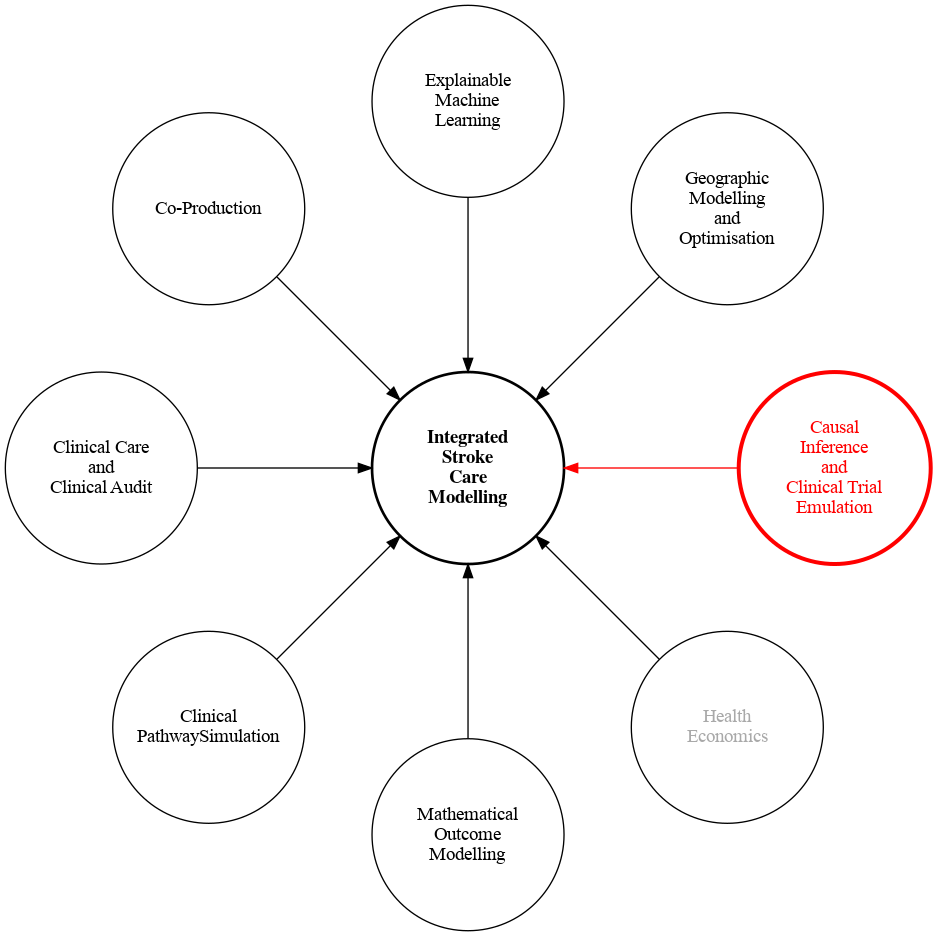 Explainable
Machine
Learning
Geographic
Modelling
and
Optimisation
Co-Production
Causal
Inference
and
Clinical Trial
Emulation
Integrated
Stroke
Care
Modelling
Clinical Care
and
Clinical Audit
Health
Economics
Clinical
PathwaySimulation
Mathematical
Outcome
Modelling